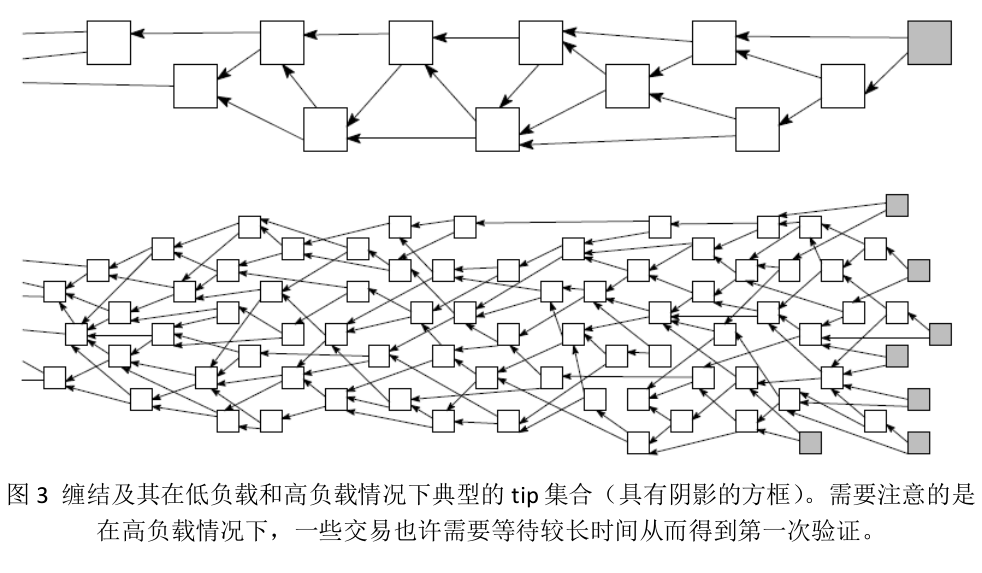 图 3 缠结及其在低负载和高负载情况下典型的 tip 集合（具有阴影的方框）。需要注意的是
在高负载情况下，一些交易也许需要等待较长时间从而得到第一次验证。